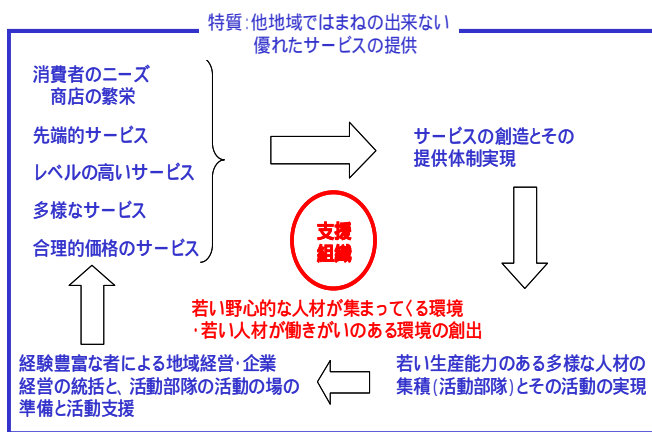 特質:他地域ではまねの出来ない
優れたサービスの提供
消費者のニーズ
商店の繁栄
先端的サービス
レベルの高いサービス
多様なサービス
合理的価格のサービス
サービスの創造とその
提供体制実現
支援
組織
若い野心的な人材が集まってくる環境
・若い人材が働きがいのある環境の創出
経験豊富な者による地域経営・企業
経営の統括と、活動部隊の活動の場の
準備と活動支援
若い生産能力のある多様な人材の
集積(活動部隊)とその活動の実現